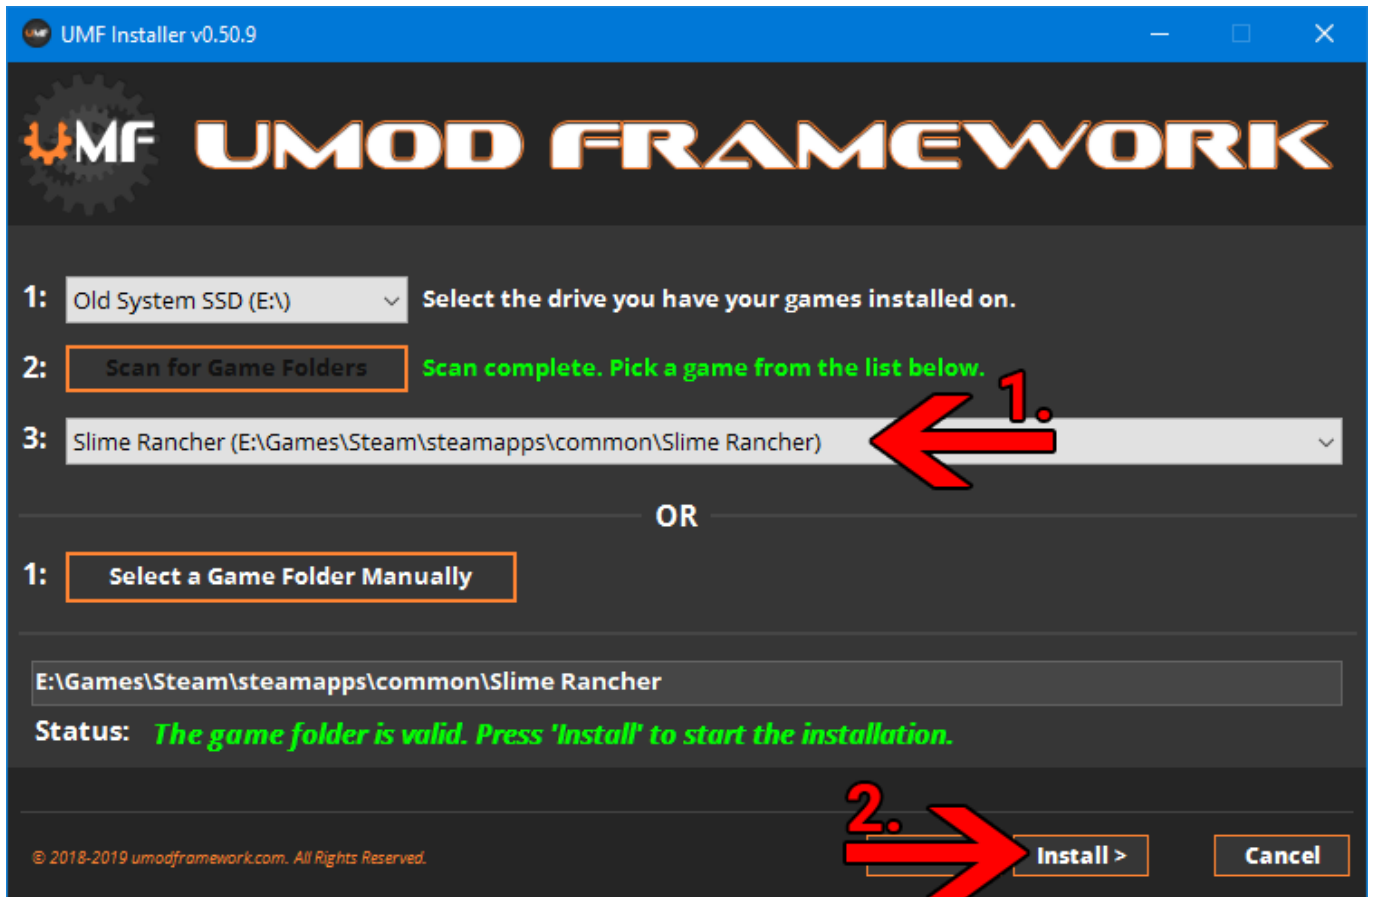 UMF Installer v0.50.9
UMF UMOD FRAMEWORK
1: Old System SSD (E:\) Select the drive you have your games installed on.
2: Scan for Game Folders Scan complete. Pick a game from the list below.
1.
3: Slime Rancher (E:\Games\Steam\steamapps\common\Slime Rancher)
OR
1: Select a Game Folder Manually
E:\Games\Steam\steamapps\common\Slime Rancher
Status: The game folder is valid. Press 'Install' to start the installation.
2.
© 2018-2019 umodframework.com. All Rights Reserved. Install > Cancel